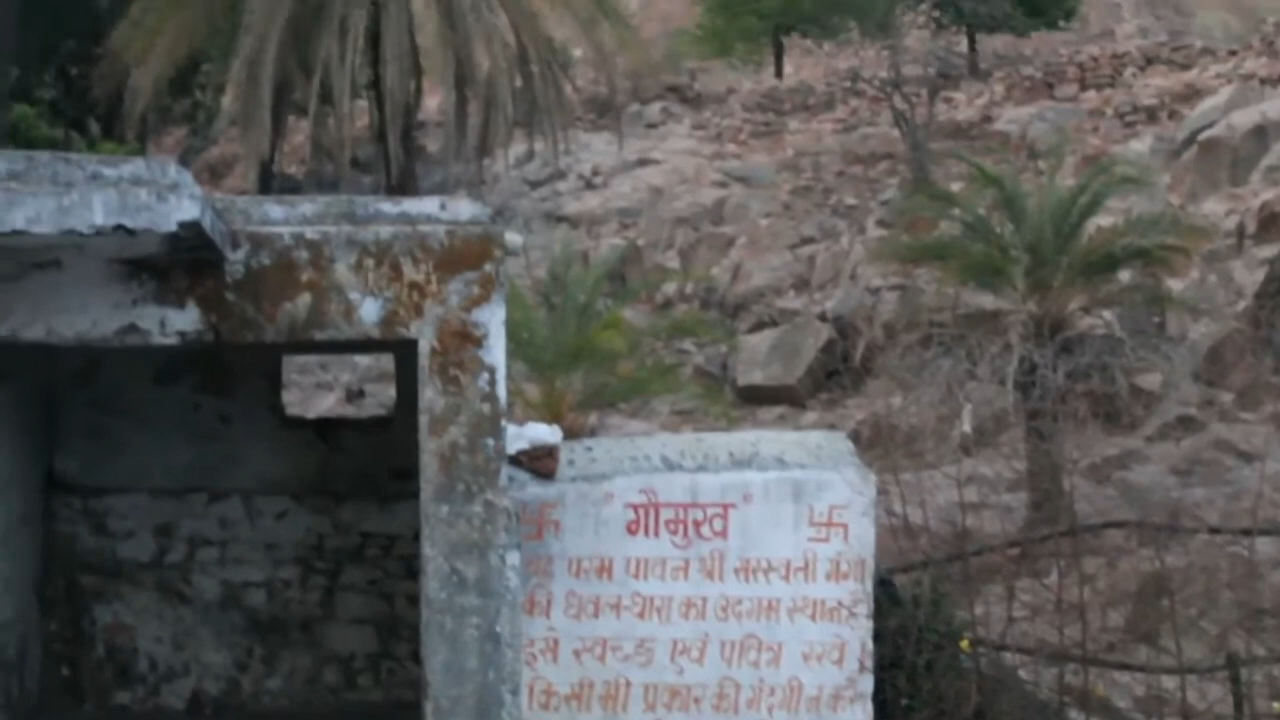 "गौमुख"
यह परम पावन श्री सरस्वती गंगा
की धवल-धारा का उदगम स्थान है
इसे स्वच्छ एवं पवित्र रखे
किसी भी प्रकार की गंदगी न करें